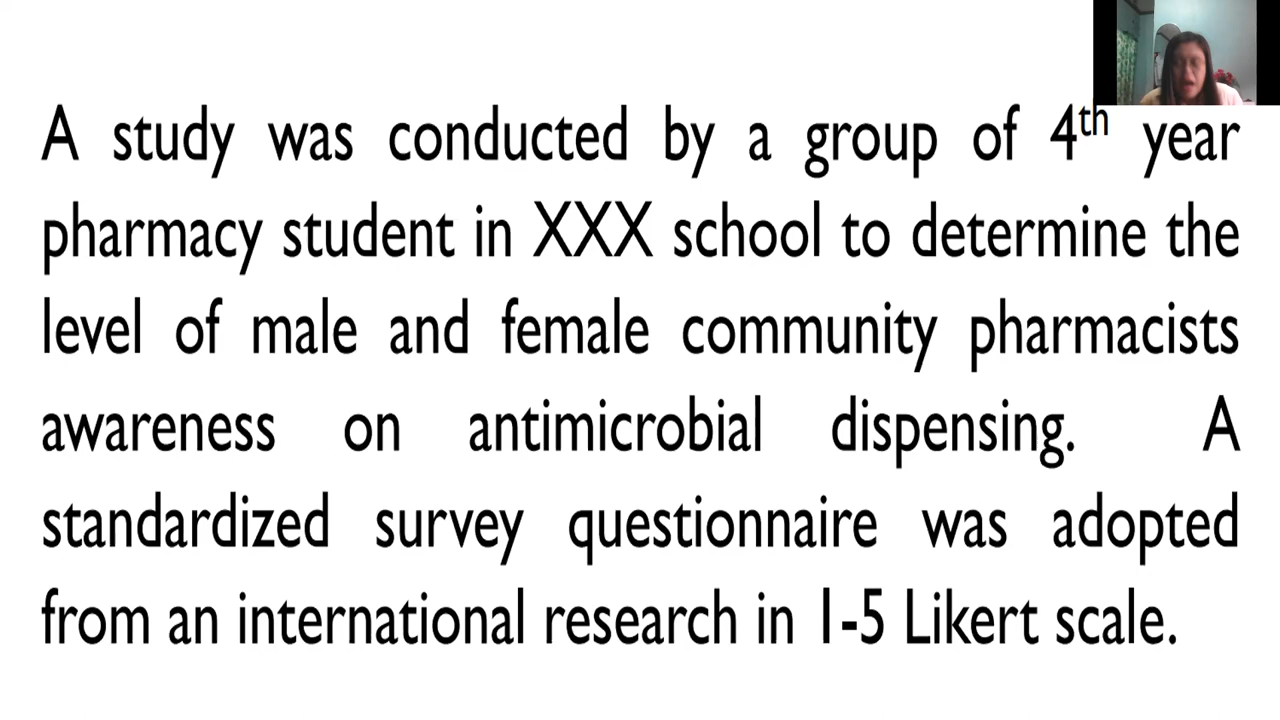 A study was conducted by a group of 4th year
pharmacy student in XXX school to determine the
level of male and female community pharmacists
awareness on antimicrobial dispensing. A
standardized survey questionnaire was adopted
from an international research in 1-5 Likert scale.